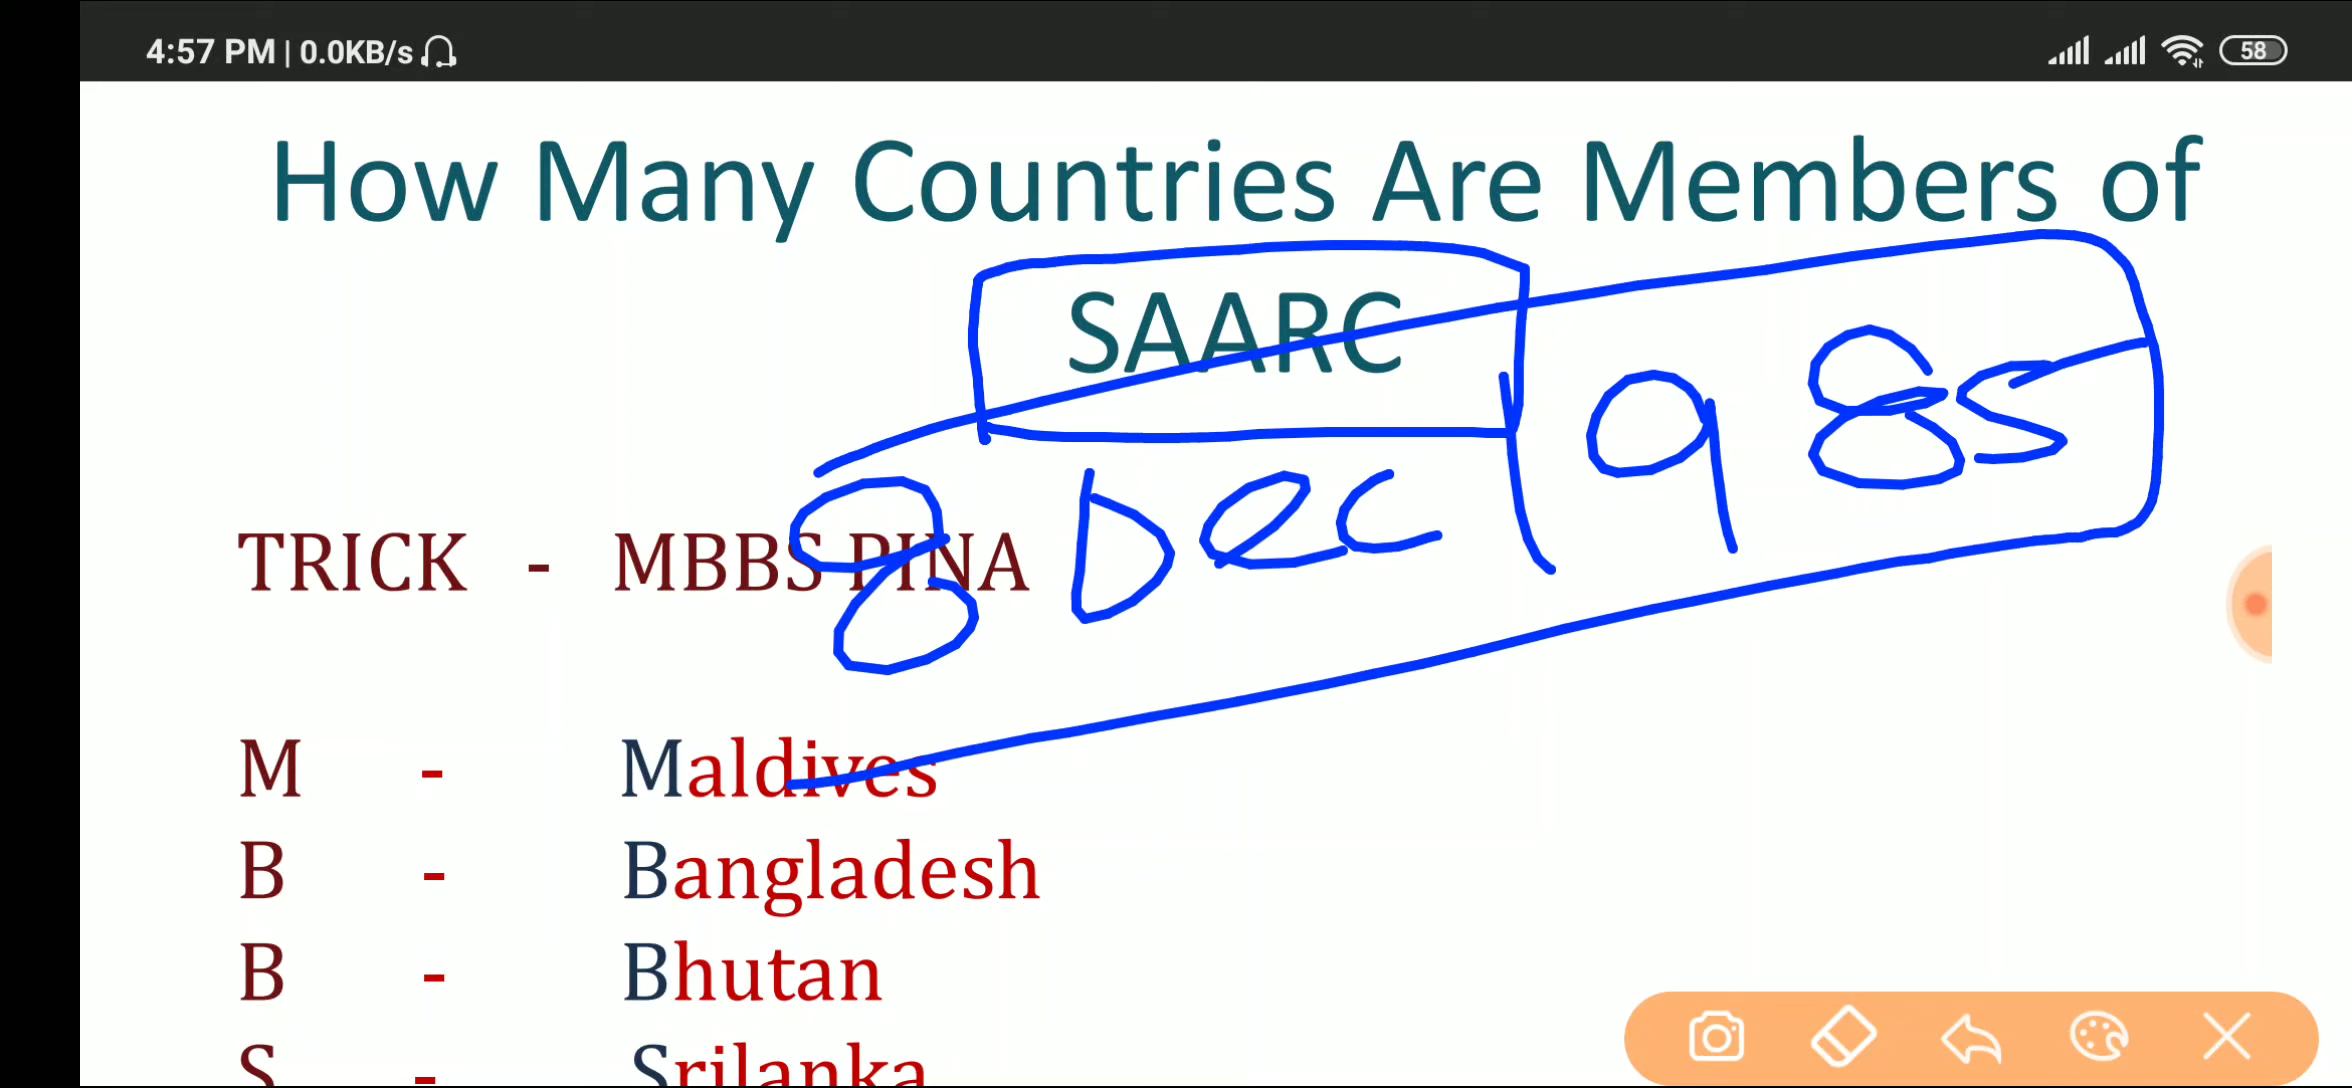 4:57 PM | 0.0KB/s
58
How Many Countries Are Members of
SAARC
8 Dec 1985
TRICK - MBBS PINA
M - Maldives
B - Bangladesh
B - Bhutan
S - Srilanka